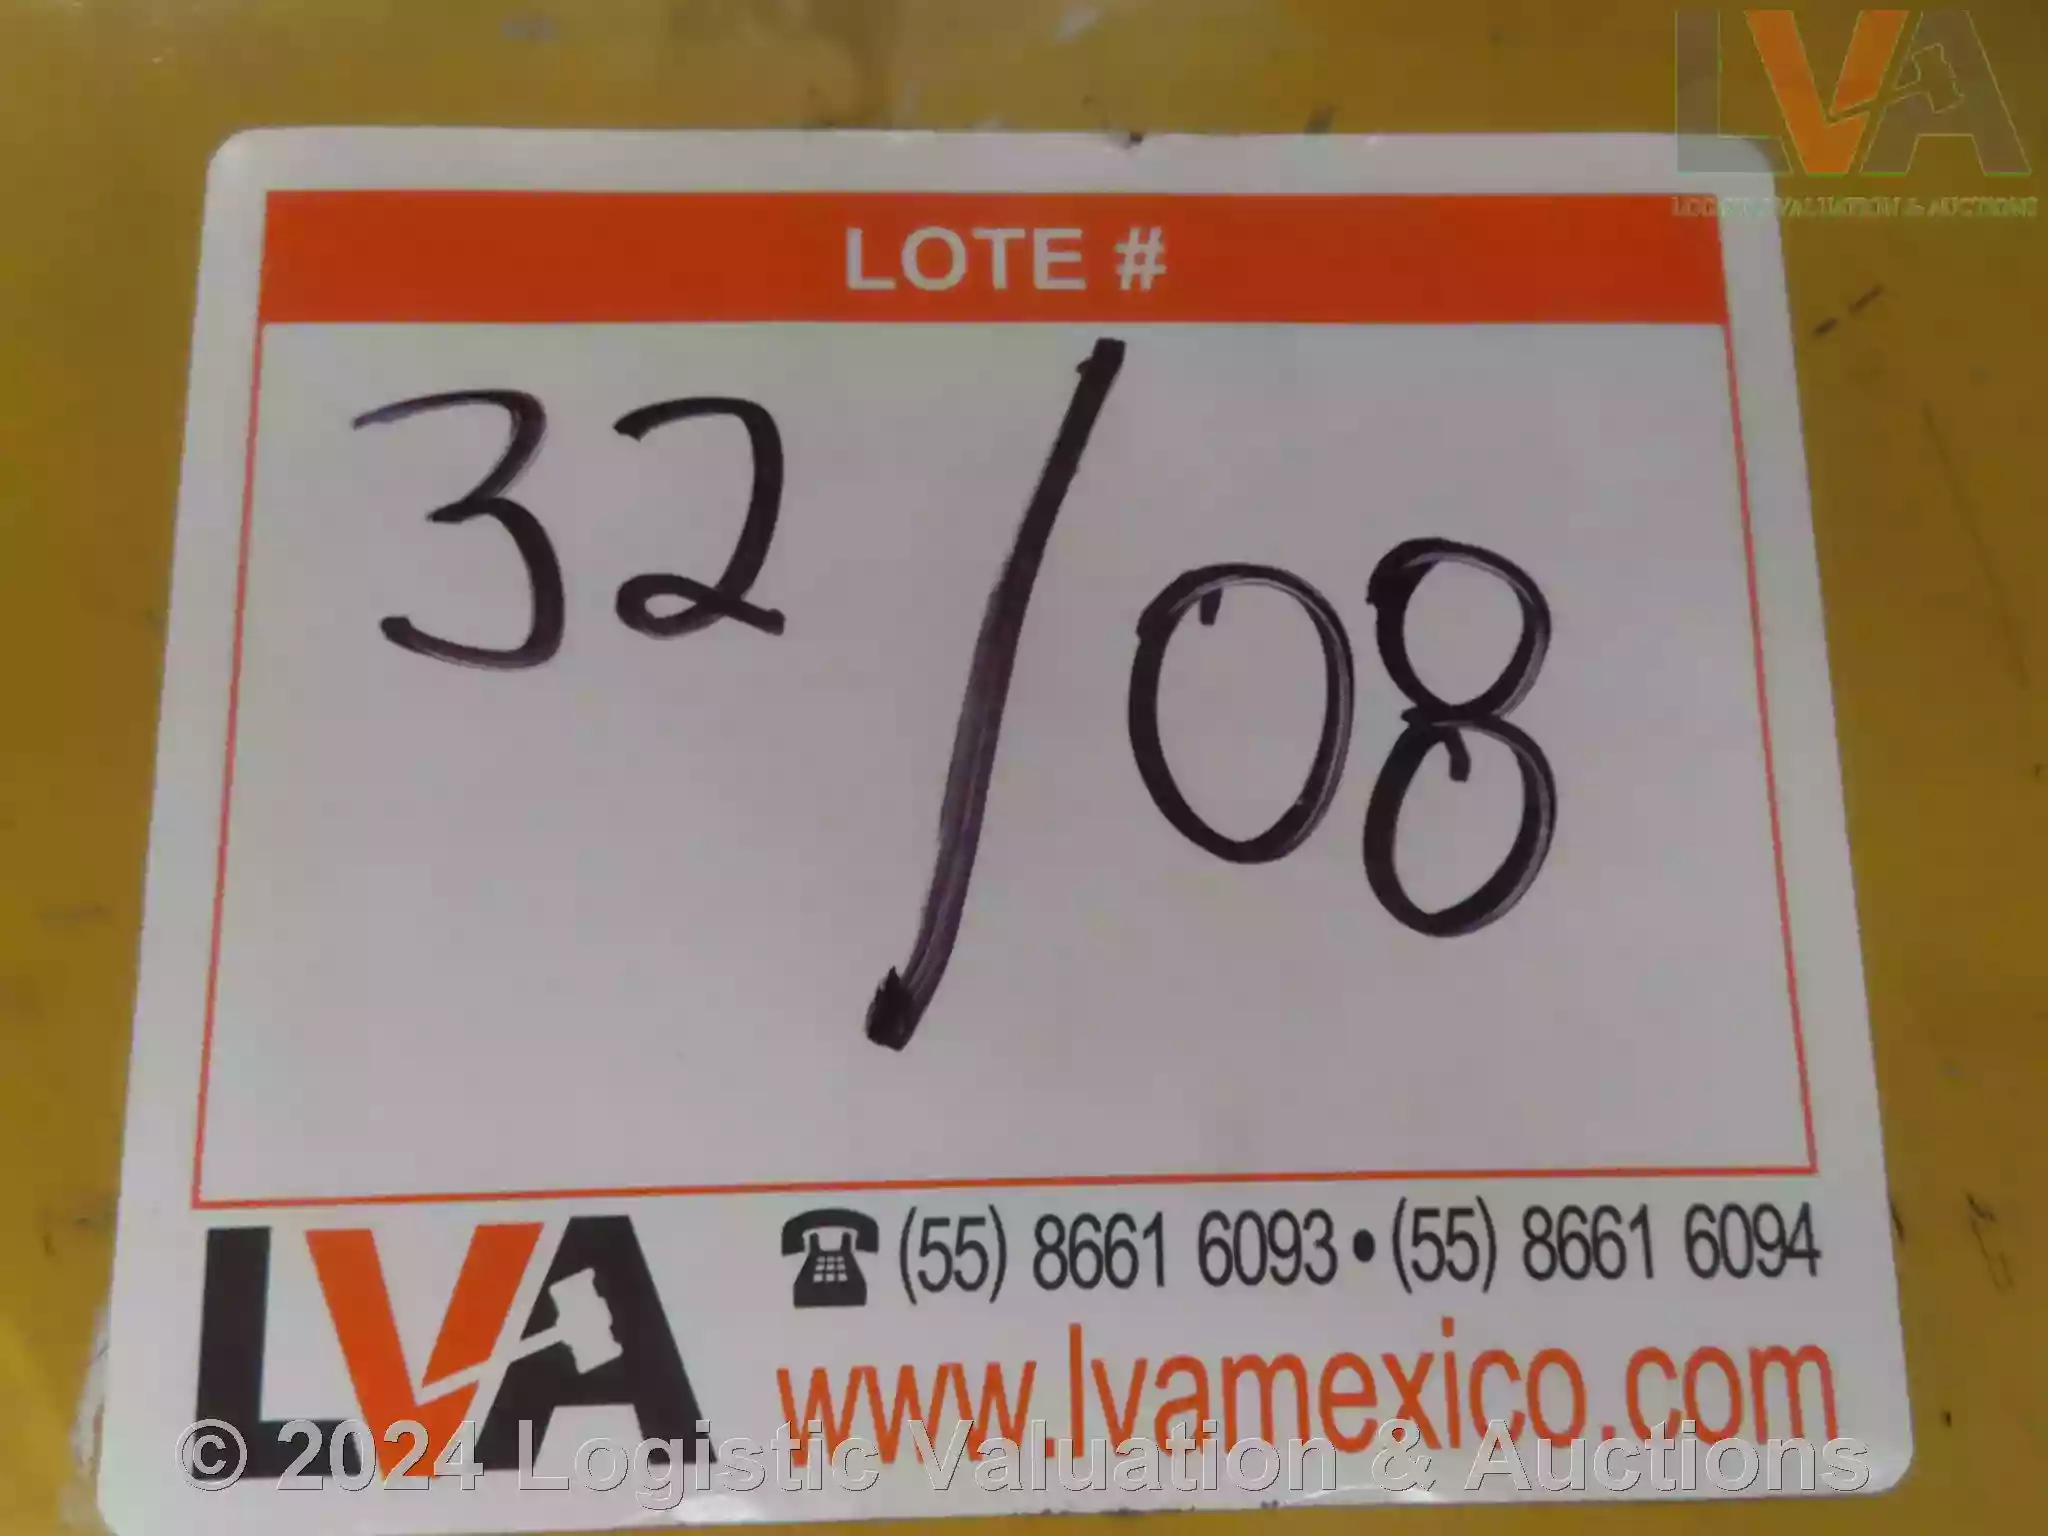 LVA
LOGISTIC VALUATION & AUCTIONS
LOTE #
32/08
LVA
(55) 8661 6093 • (55) 8661 6094
www.lvamexico.com
© 2024 Logistic Valuation & Auctions